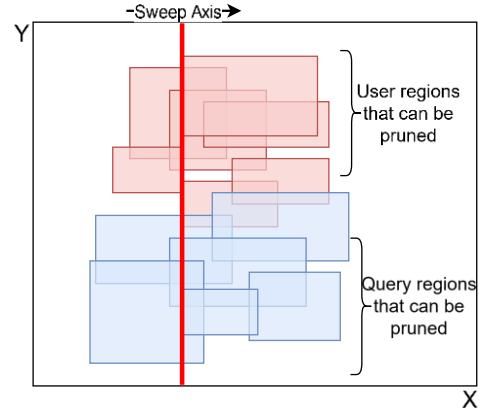 Sweep Axis
Y
User regions
that can be
pruned
Query regions
that can be
pruned
X